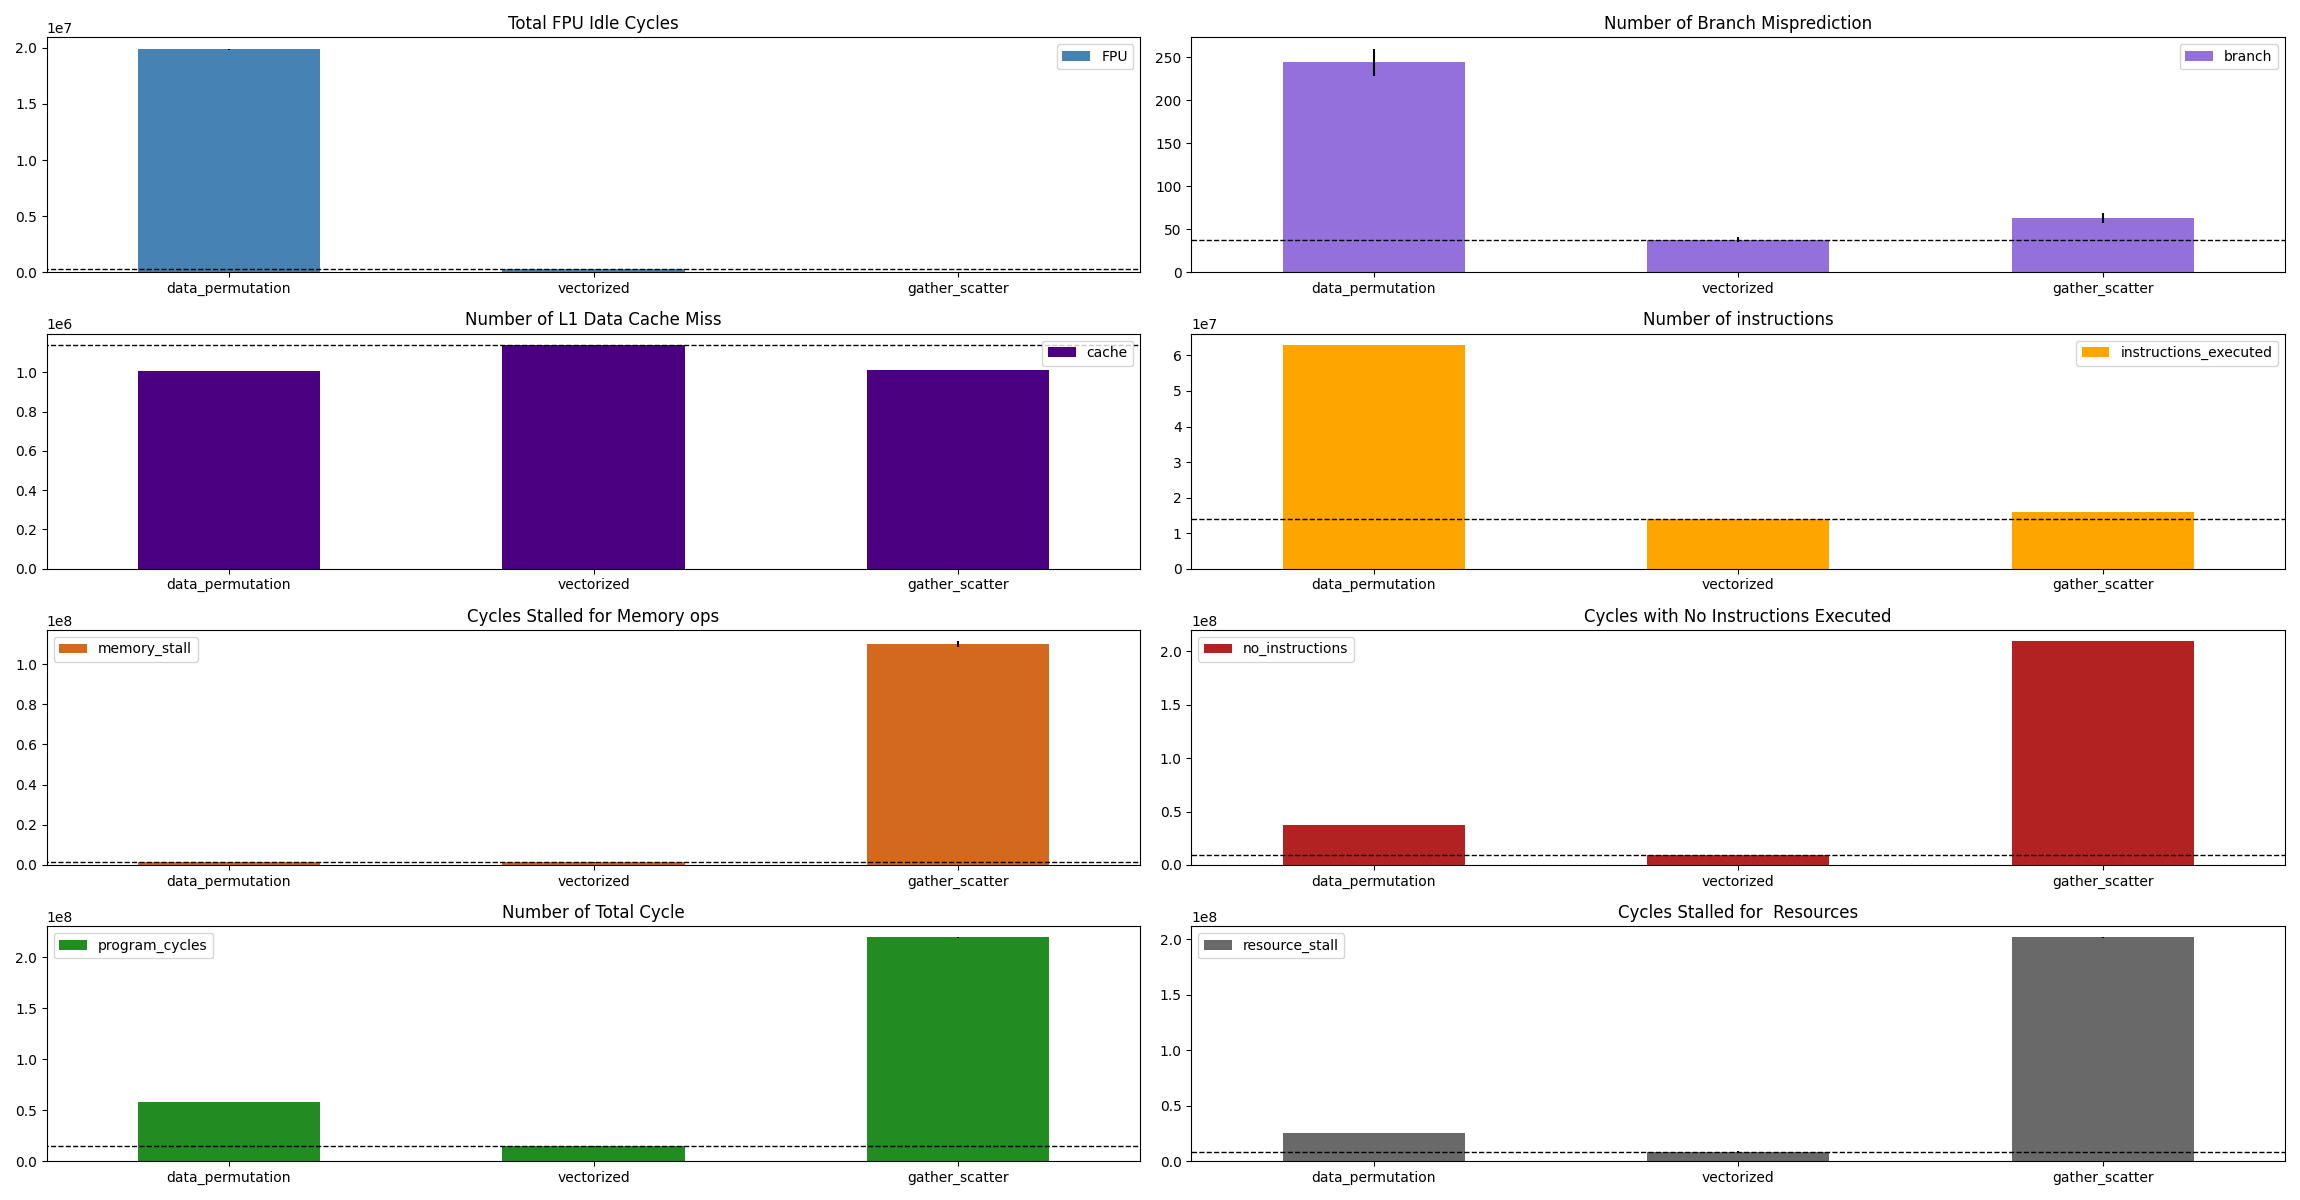 Total FPU Idle Cycles
1e7
2.0
1.5
1.0
0.5
0.0
FPU
data_permutation vectorized gather_scatter
Number of Branch Misprediction
250
200
150
100
50
0
branch
data_permutation vectorized gather_scatter
Number of L1 Data Cache Miss
1e6
1.0
0.8
0.6
0.4
0.2
0.0
cache
data_permutation vectorized gather_scatter
Number of instructions
1e7
6
5
4
3
2
1
0
instructions_executed
data_permutation vectorized gather_scatter
Cycles Stalled for Memory ops
1e8
1.0
0.8
0.6
0.4
0.2
0.0
memory_stall
data_permutation vectorized gather_scatter
Cycles with No Instructions Executed
1e8
2.0
1.5
1.0
0.5
0.0
no_instructions
data_permutation vectorized gather_scatter
Number of Total Cycle
1e8
2.0
1.5
1.0
0.5
0.0
program_cycles
data_permutation vectorized gather_scatter
Cycles Stalled for  Resources
1e8
2.0
1.5
1.0
0.5
0.0
resource_stall
data_permutation vectorized gather_scatter